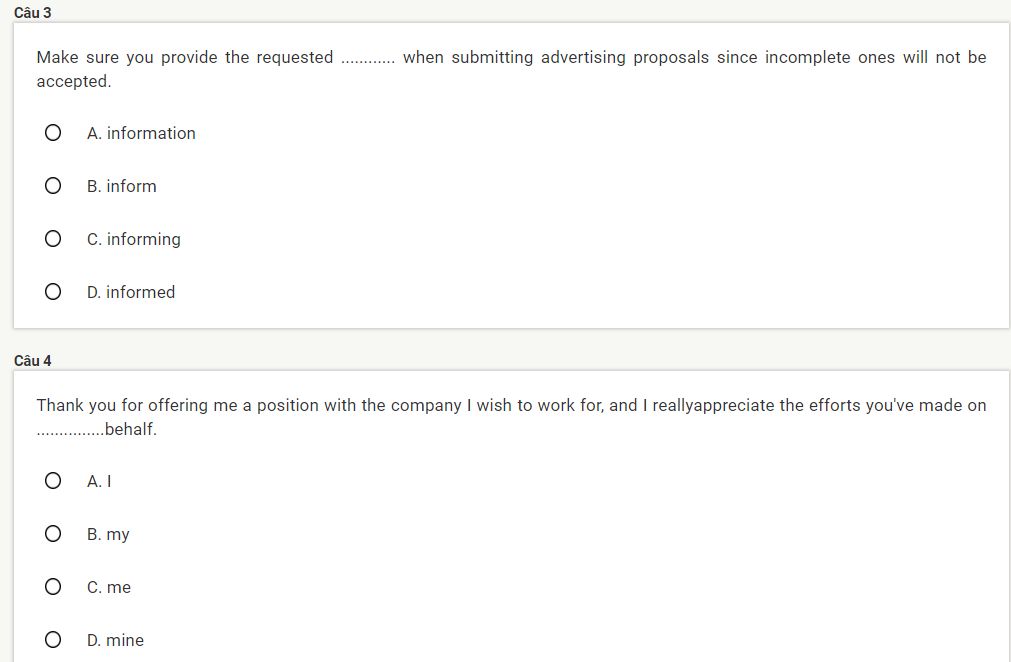 Câu 3
Make sure you provide the requested ............ when submitting advertising proposals since incomplete ones will not be
accepted.
A. information
B. inform
C. informing
D. informed
Câu 4
Thank you for offering me a position with the company I wish to work for, and I reallyappreciate the efforts you've made on
...............behalf.
A. I
B. my
C. me
D. mine